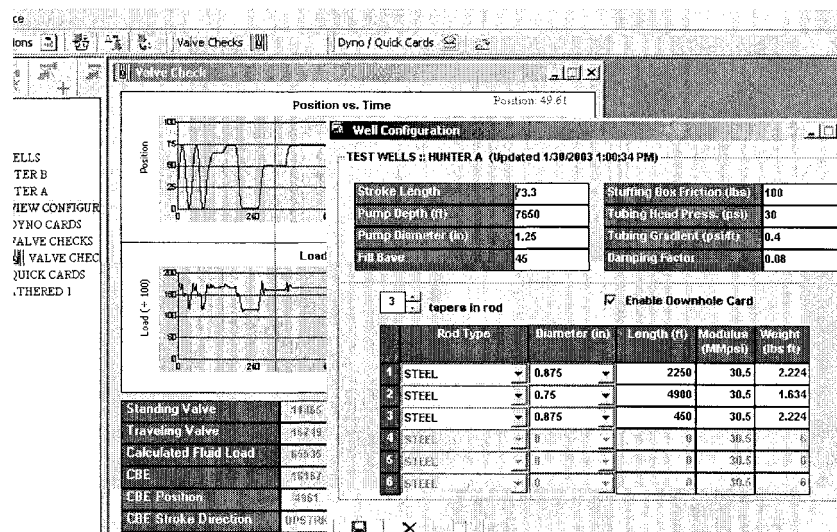 ce
ions Valve Checks Dyno / Quick Cards
Valve Check
Position vs. Time Position: 49.61
Position
100
75
50
25
0
0 260
Load
Load (÷ 100)
200
150
100
50
0
0 260
ELLS
TER B
TER A
VIEW CONFIGUR
DYNO CARDS
VALVE CHECKS
VALVE CHEC
QUICK CARDS
THERED 1
Standing Valve
Traveling Valve
Calculated Fluid Load 65535
CBE 16167
CBE Position 4961
CBE Stroke Direction UPSTRK
Well Configuration
TEST WELLS :: HUNTER A (Updated 1/30/2003 1:00:34 PM)
Stroke Length 73.3 Stuffing Box Friction (lbs) 100
Pump Depth (ft) 7650 Tubing Head Press. (psi) 30
Pump Diameter (in) 1.25 Tubing Gradient (psi/ft) 0.4
Fill Base 45 Damping Factor 0.08
3 tapers in rod Enable Downhole Card
Rod Type Diameter (in) Length (ft) Modulus (MMpsi) Weight (lbs ft)
1 STEEL 0.875 2250 30.5 2.224
2 STEEL 0.75 4900 30.5 1.634
3 STEEL 0.875 450 30.5 2.224
4 STEEL 0 0 30.5 6
5 STEEL 0 0 30.5 6
6 STEEL 0 0 30.5 6